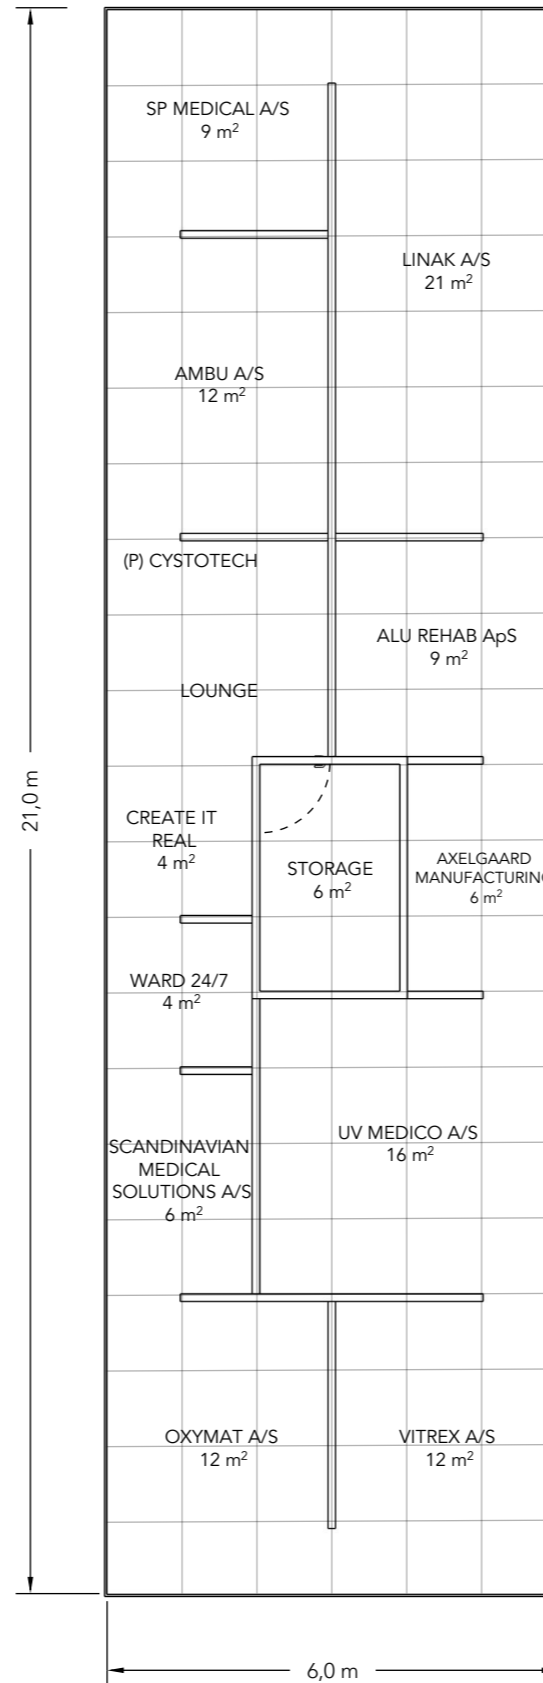 SP MEDICAL A/S
9 m²
LINAK A/S
21 m²
AMBU A/S
12 m²
(P) CYSTOTECH
ALU REHAB ApS
9 m²
LOUNGE
21,0 m
CREATE IT
REAL
4 m²
STORAGE
6 m²
AXELGAARD
MANUFACTURING
6 m²
WARD 24/7
4 m²
UV MEDICO A/S
16 m²
SCANDINAVIAN
MEDICAL
SOLUTIONS A/S
6 m²
OXYMAT A/S
12 m²
VITREX A/S
12 m²
6,0 m